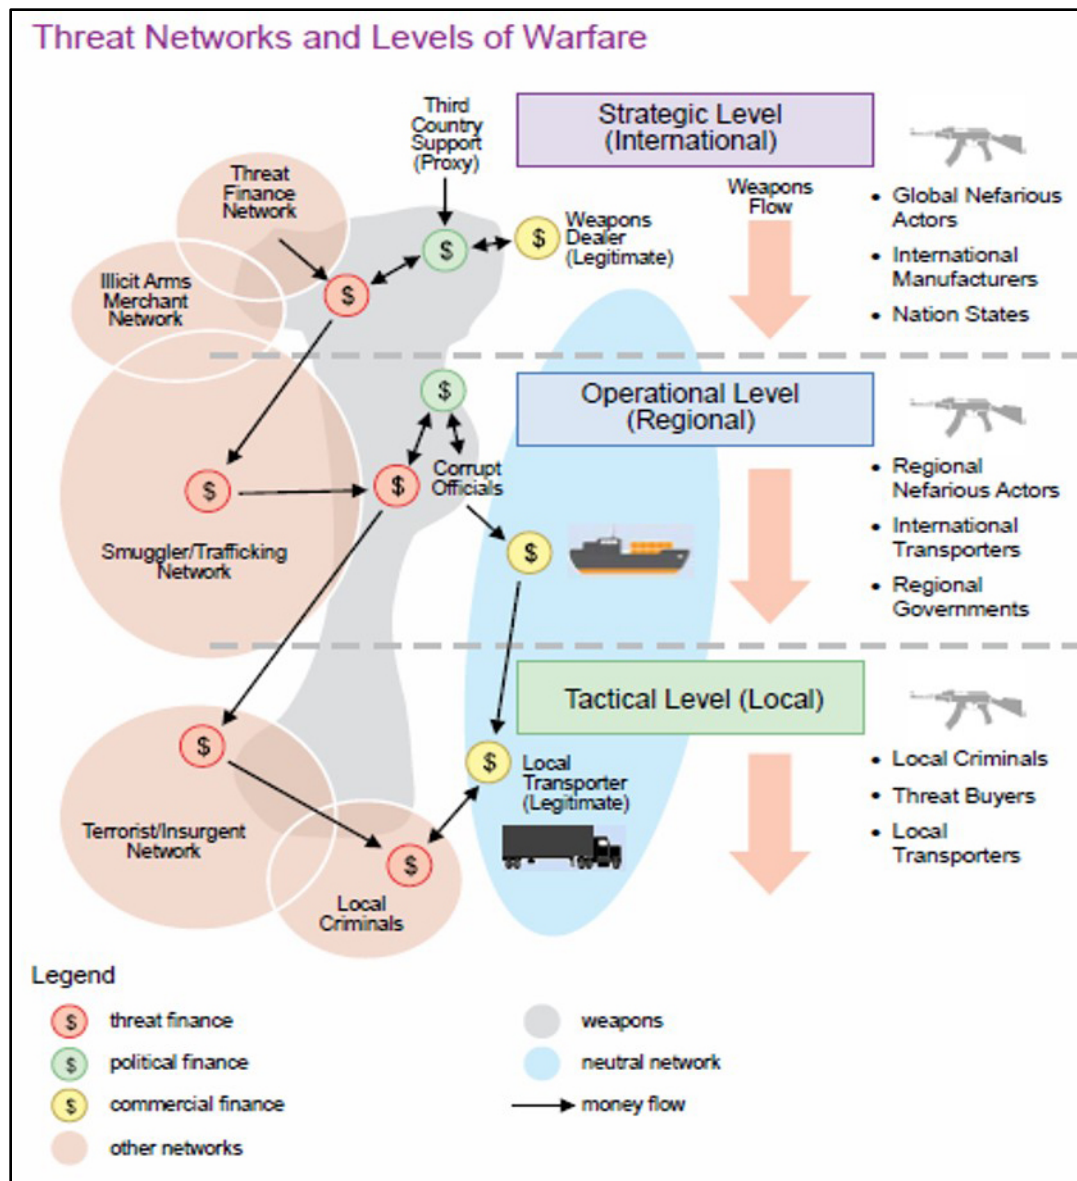 Threat Networks and Levels of Warfare
Third
Country
Support
(Proxy)
Strategic Level
(International)
Threat
Finance
Network
Weapons
Flow
• Global Nefarious
Actors
• International
Manufacturers
• Nation States
$
$
Weapons
Dealer
(Legitimate)
Illicit Arms
Merchant
Network
$
$
Operational Level
(Regional)
• Regional
Nefarious Actors
• International
Transporters
• Regional
Governments
$
$
Corrupt
Officials
Smuggler/Trafficking
Network
$
Tactical Level (Local)
• Local Criminals
• Threat Buyers
• Local
Transporters
$
$
Local
Transporter
(Legitimate)
Terrorist/Insurgent
Network
$
Local
Criminals
Legend
$ threat finance
$ political finance
$ commercial finance
other networks
weapons
neutral network
money flow